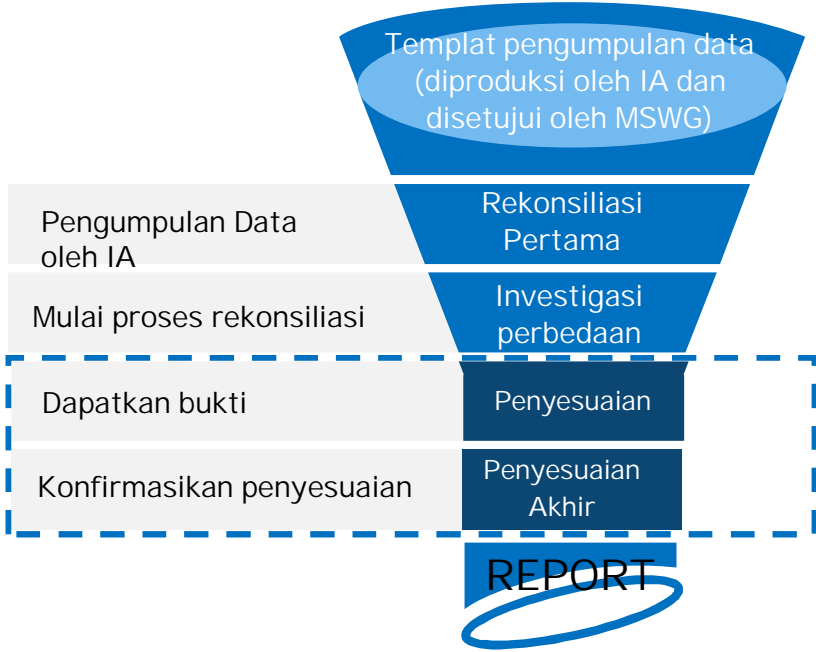 Templat pengumpulan data
(diproduksi oleh IA dan
disetujui oleh MSWG)
Pengumpulan Data
oleh IA
Rekonsiliasi
Pertama
Mulai proses rekonsiliasi
Investigasi
perbedaan
Dapatkan bukti
Penyesuaian
Konfirmasikan penyesuaian
Penyesuaian
Akhir
REPORT